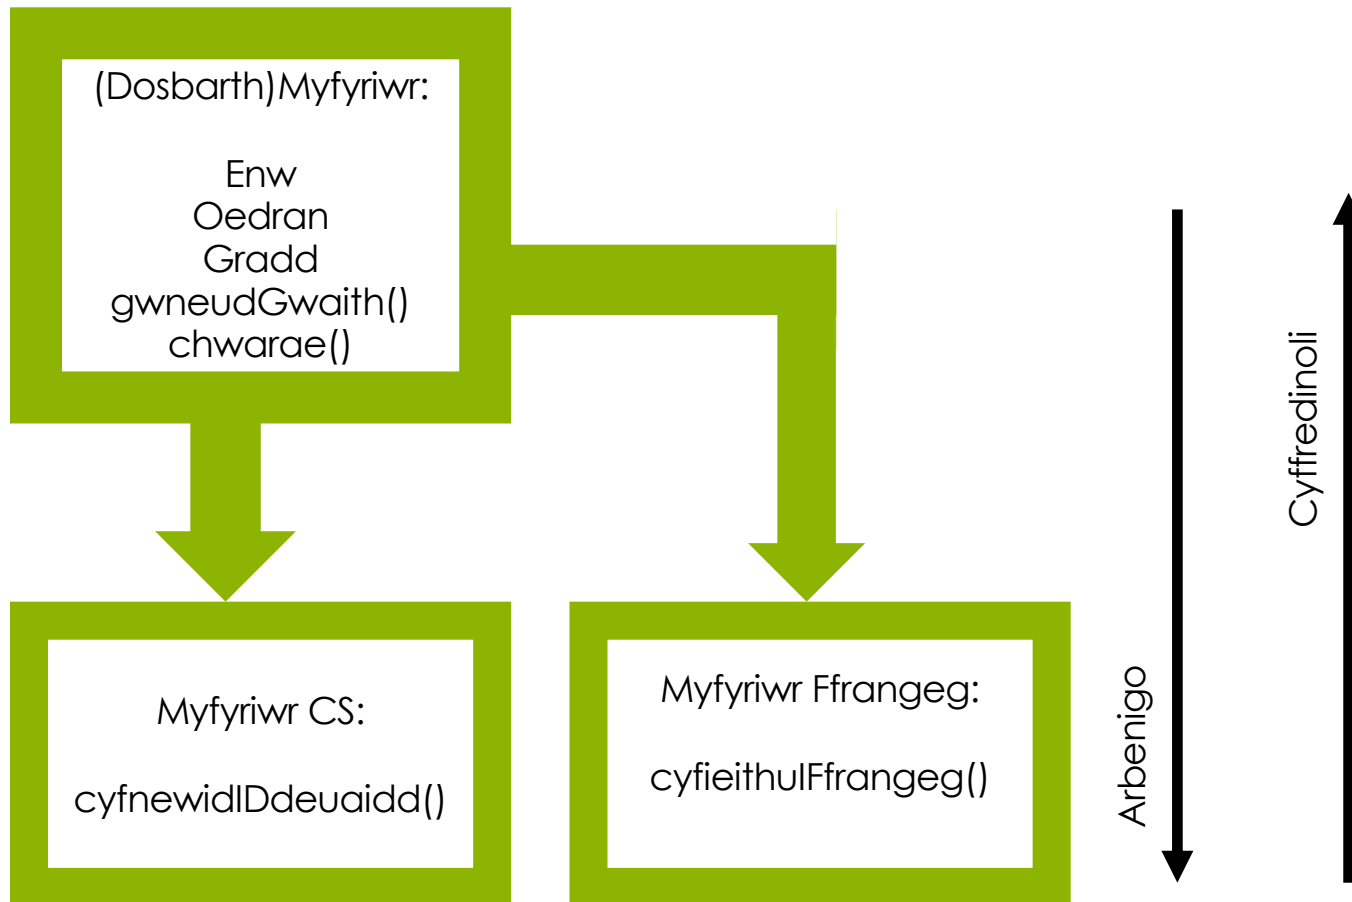 (Dosbarth)Myfyriwr:
Enw
Oedran
Gradd
gwneudGwaith()
chwarae()
Myfyriwr CS:
cyfnewidIDdeuaidd()
Myfyriwr Ffrangeg:
cyfieithuIFfrangeg()
Arbenigo
Cyffredinoli